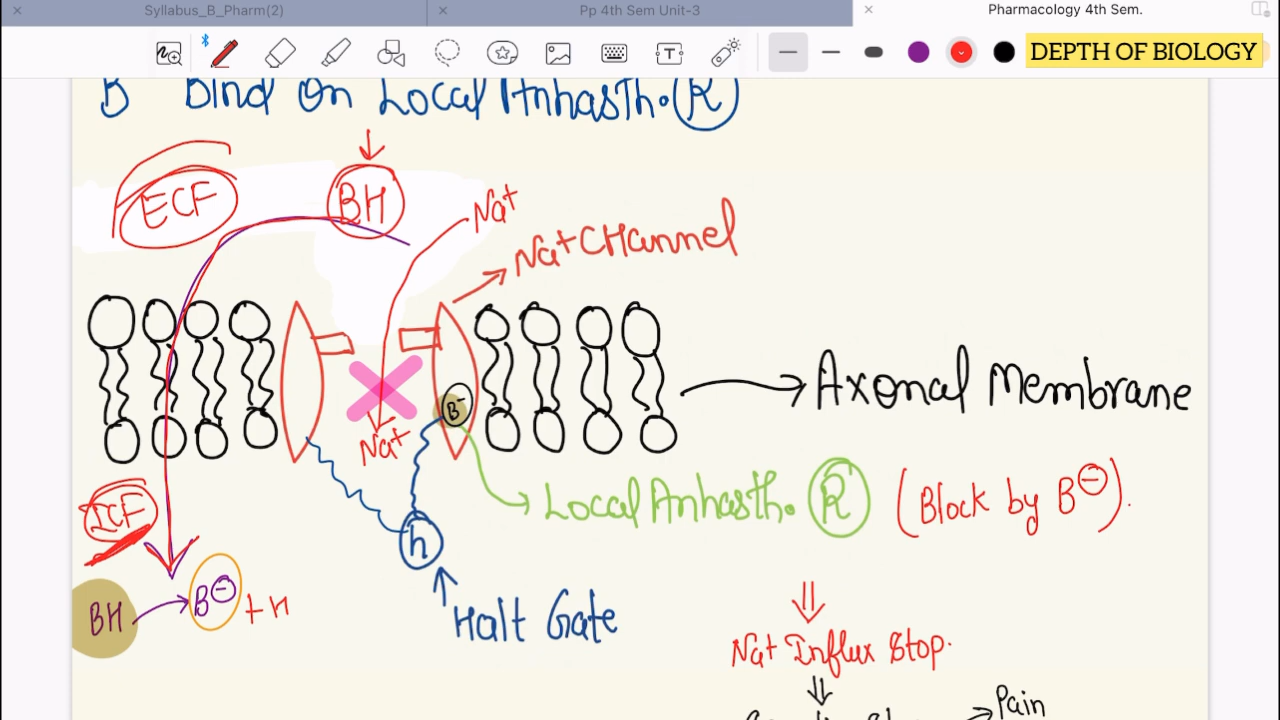 Syllabus_B_Pharm(2)
Pp 4th Sem Unit-3
Pharmacology 4th Sem.
DEPTH OF BIOLOGY
B Bind On Local Anhasth. R
ECF
BH
Na+
Na+ CHannel
Axonal Membrane
Na+
B-
Local Anhasth. R (Block by B⊖).
ICF
h
BH → B⊖ + H
Halt Gate
⇓
Na+ Influx Stop.
⇓
Pain